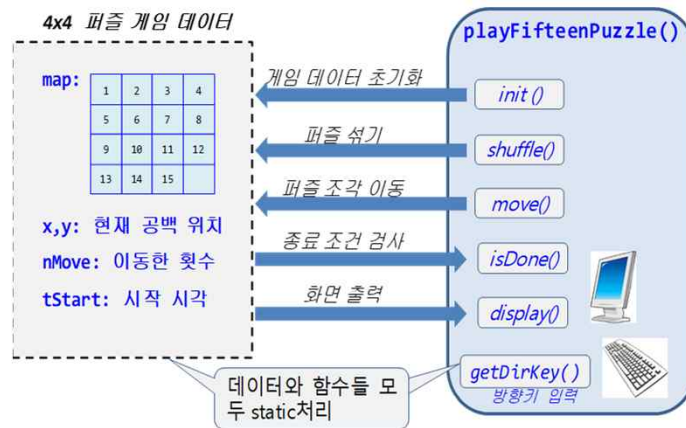 4x4 퍼즐 게임 데이터
map:
1 2 3 4
5 6 7 8
9 10 11 12
13 14 15
x,y: 현재 공백 위치
nMove: 이동한 횟수
tStart: 시작 시각
게임 데이터 초기화
퍼즐 섞기
퍼즐 조각 이동
종료 조건 검사
화면 출력
playFifteenPuzzle()
init()
shuffle()
move()
isDone()
display()
getDirKey()
방향키 입력
데이터와 함수들 모
두 static처리